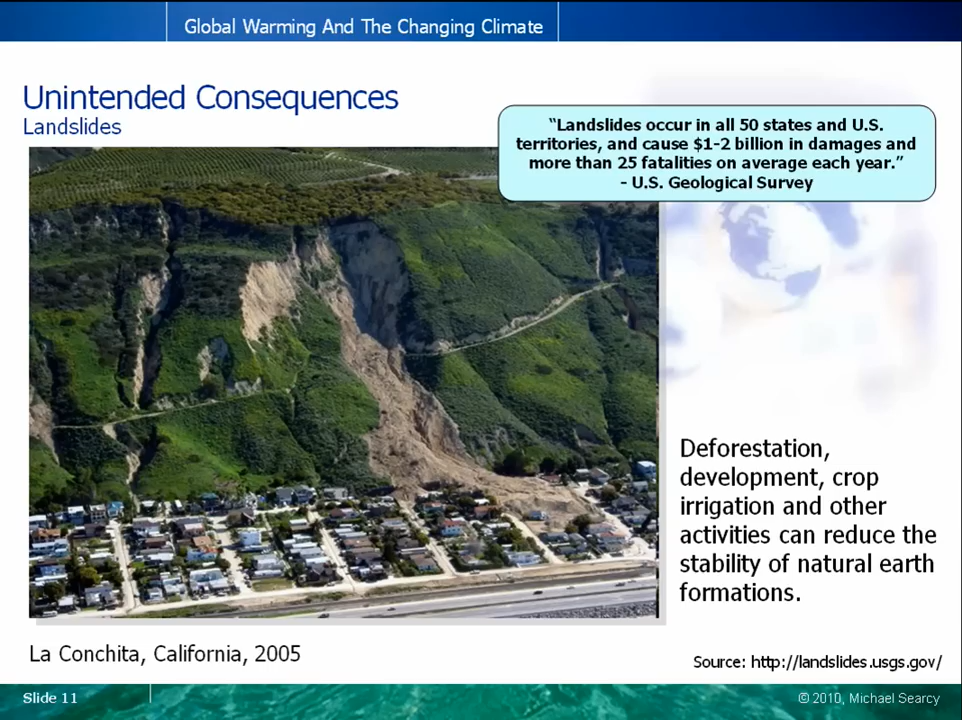 Global Warming And The Changing Climate
Unintended Consequences
Landslides
“Landslides occur in all 50 states and U.S.
territories, and cause $1-2 billion in damages and
more than 25 fatalities on average each year.”
- U.S. Geological Survey
Deforestation,
development, crop
irrigation and other
activities can reduce the
stability of natural earth
formations.
La Conchita, California, 2005
Source: http://landslides.usgs.gov/
Slide 11
© 2010, Michael Searcy